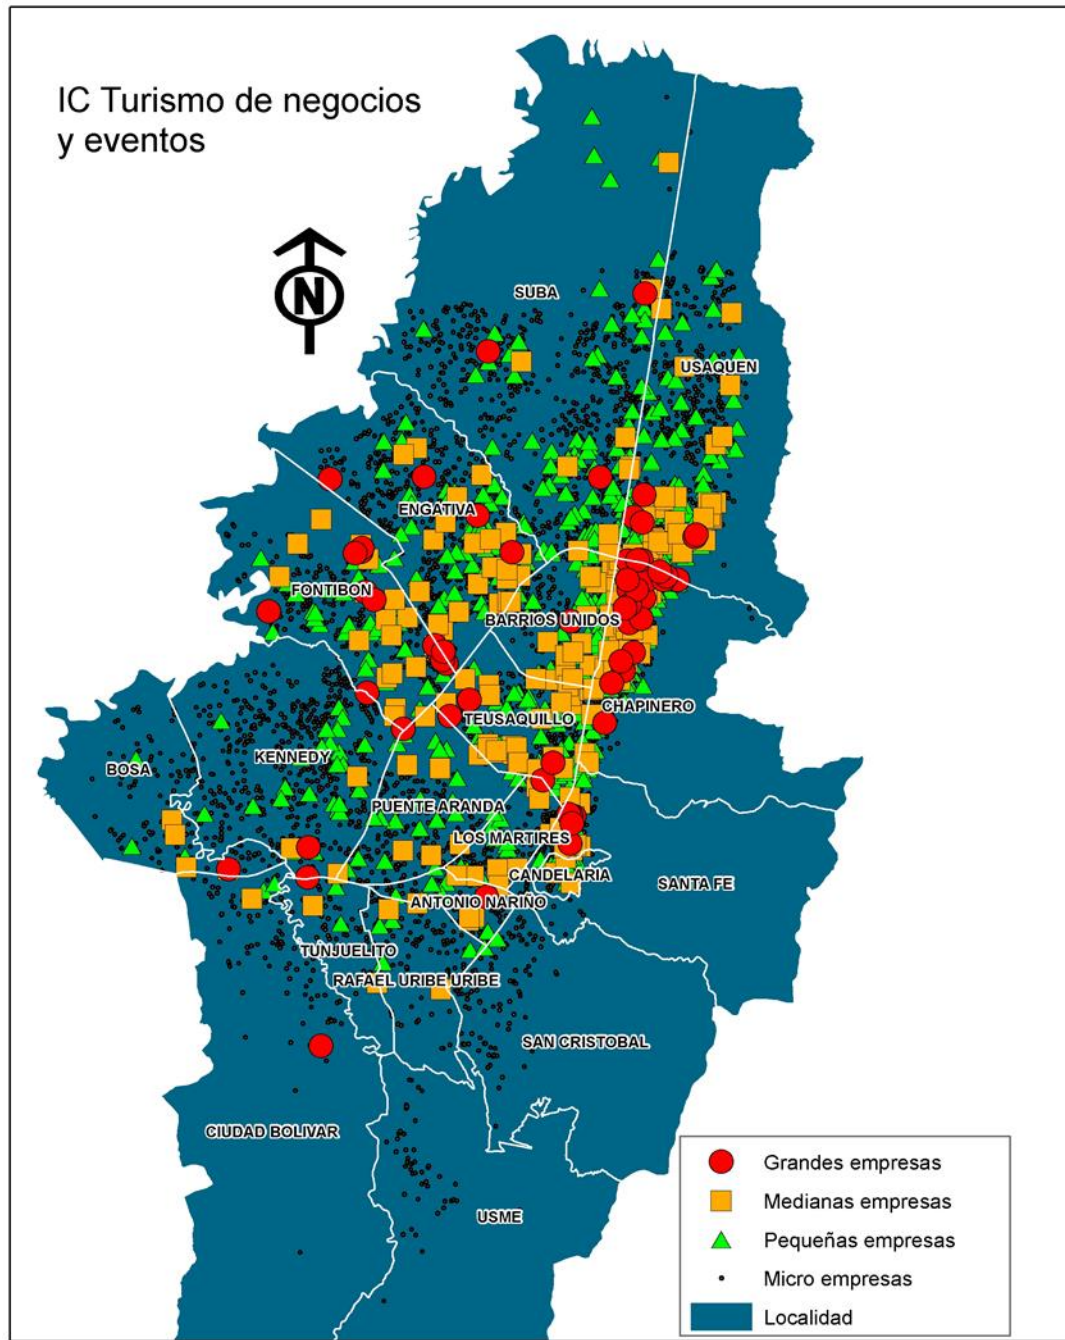 IC Turismo de negocios
y eventos
N
SUBA
USAQUEN
ENGATIVA
FONTIBON
BARRIOS UNIDOS
CHAPINERO
TEUSAQUILLO
KENNEDY
BOSA
PUENTE ARANDA
LOS MARTIRES
CANDELARIA
SANTA FE
ANTONIO NARIÑO
TUNJUELITO
RAFAEL URIBE URIBE
SAN CRISTOBAL
CIUDAD BOLIVAR
USME
Grandes empresas
Medianas empresas
Pequeñas empresas
Micro empresas
Localidad